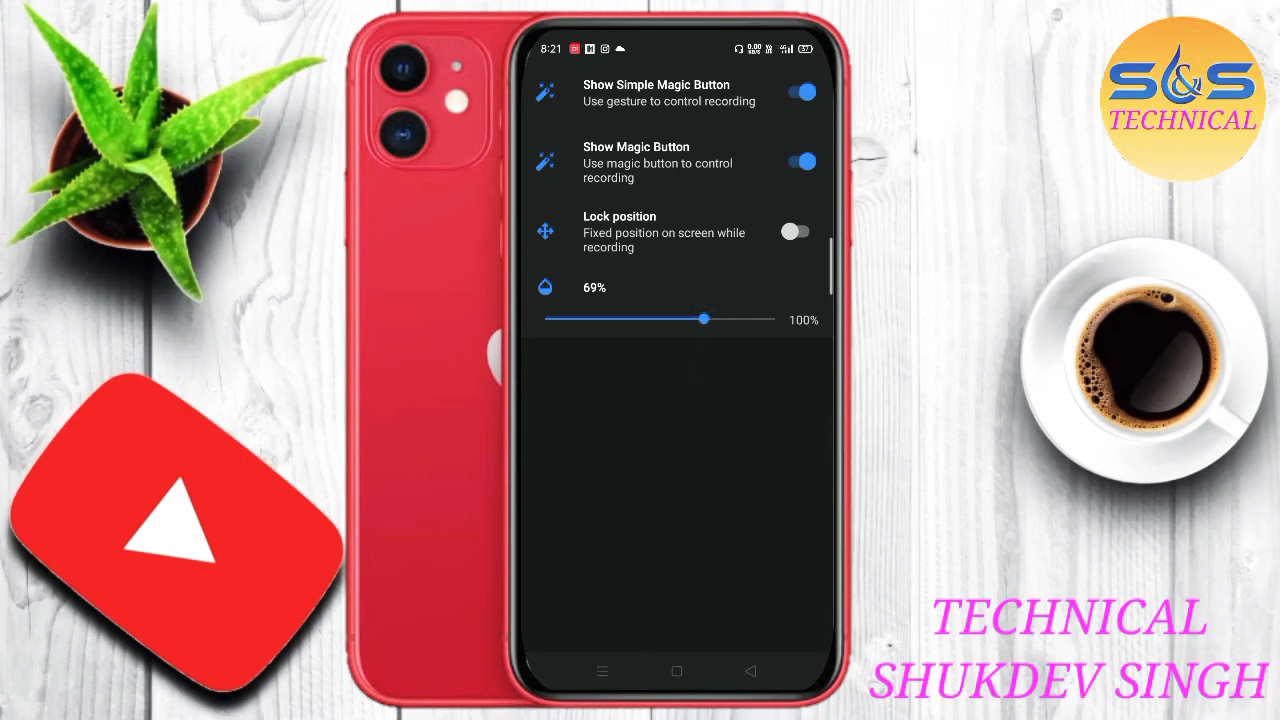 8:21
57
Show Simple Magic Button
Use gesture to control recording
Show Magic Button
Use magic button to control
recording
Lock position
Fixed position on screen while
recording
69%
100%
S&S
TECHNICAL
TECHNICAL
SHUKDEV SINGH